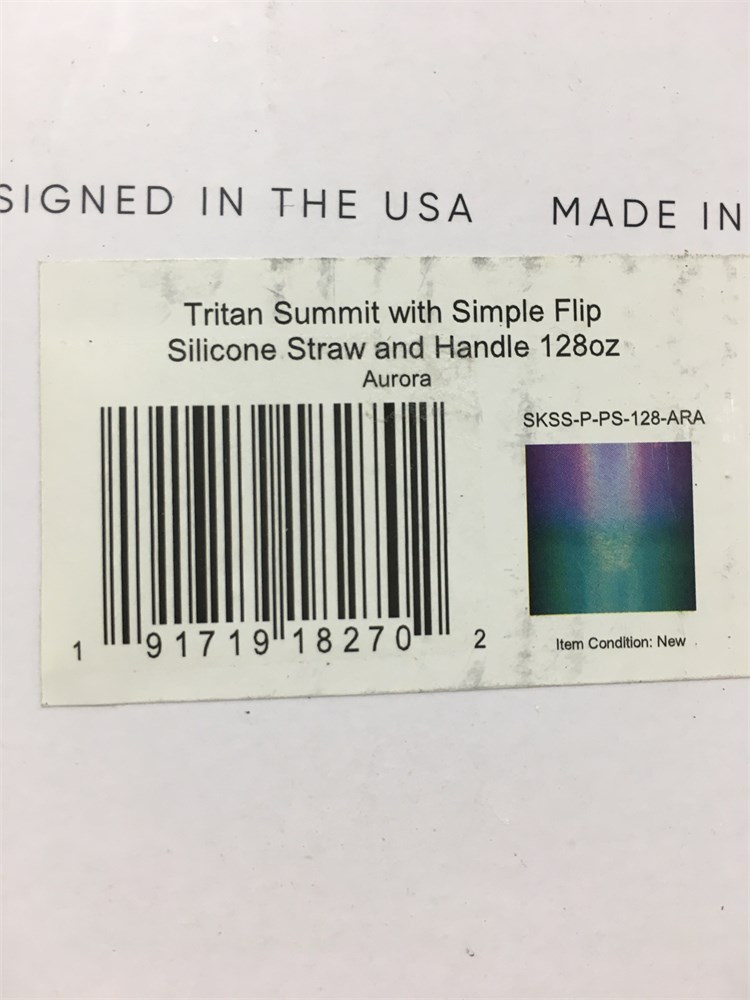 SIGNED IN THE USA MADE IN
Tritan Summit with Simple Flip
Silicone Straw and Handle 128oz
Aurora
SKSS-P-PS-128-ARA
1 91719 18270 2
Item Condition: New